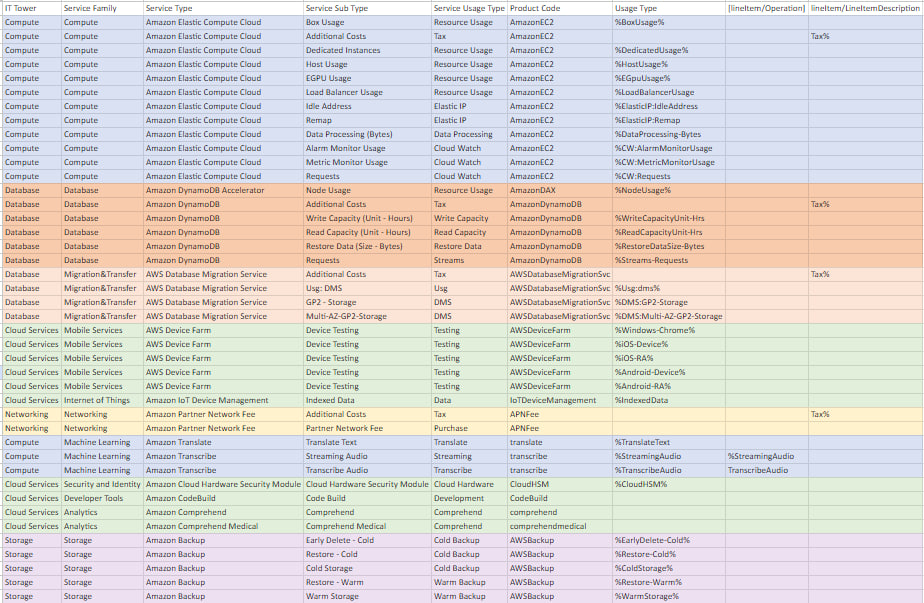 IT Tower Service Family Service Type Service Sub Type Service Usage Type Product Code Usage Type [lineItem/Operation] lineItem/LineItemDescription
Compute Compute Amazon Elastic Compute Cloud Box Usage Resource Usage AmazonEC2 %BoxUsage%
Compute Compute Amazon Elastic Compute Cloud Additional Costs Tax AmazonEC2 Tax%
Compute Compute Amazon Elastic Compute Cloud Dedicated Instances Resource Usage AmazonEC2 %DedicatedUsage%
Compute Compute Amazon Elastic Compute Cloud Host Usage Resource Usage AmazonEC2 %HostUsage%
Compute Compute Amazon Elastic Compute Cloud EGPU Usage Resource Usage AmazonEC2 %EGpuUsage%
Compute Compute Amazon Elastic Compute Cloud Load Balancer Usage Resource Usage AmazonEC2 %LoadBalancerUsage
Compute Compute Amazon Elastic Compute Cloud Idle Address Elastic IP AmazonEC2 %ElasticIP:IdleAddress
Compute Compute Amazon Elastic Compute Cloud Remap Elastic IP AmazonEC2 %ElasticIP:Remap
Compute Compute Amazon Elastic Compute Cloud Data Processing (Bytes) Data Processing AmazonEC2 %DataProcessing-Bytes
Compute Compute Amazon Elastic Compute Cloud Alarm Monitor Usage Cloud Watch AmazonEC2 %CW:AlarmMonitorUsage
Compute Compute Amazon Elastic Compute Cloud Metric Monitor Usage Cloud Watch AmazonEC2 %CW:MetricMonitorUsage
Compute Compute Amazon Elastic Compute Cloud Requests Cloud Watch AmazonEC2 %CW:Requests
Database Database Amazon DynamoDB Accelerator Node Usage Resource Usage AmazonDAX %NodeUsage%
Database Database Amazon DynamoDB Additional Costs Tax AmazonDynamoDB Tax%
Database Database Amazon DynamoDB Write Capacity (Unit - Hours) Write Capacity AmazonDynamoDB %WriteCapacityUnit-Hrs
Database Database Amazon DynamoDB Read Capacity (Unit - Hours) Read Capacity AmazonDynamoDB %ReadCapacityUnit-Hrs
Database Database Amazon DynamoDB Restore Data (Size - Bytes) Restore Data AmazonDynamoDB %RestoreDataSize-Bytes
Database Database Amazon DynamoDB Requests Streams AmazonDynamoDB %Streams-Requests
Database Migration&Transfer AWS Database Migration Service Additional Costs Tax AWSDatabaseMigrationSvc Tax%
Database Migration&Transfer AWS Database Migration Service Usg: DMS Usg AWSDatabaseMigrationSvc %Usg:dms%
Database Migration&Transfer AWS Database Migration Service GP2 - Storage DMS AWSDatabaseMigrationSvc %DMS:GP2-Storage
Database Migration&Transfer AWS Database Migration Service Multi-AZ-GP2-Storage DMS AWSDatabaseMigrationSvc %DMS:Multi-AZ-GP2-Storage
Cloud Services Mobile Services AWS Device Farm Device Testing Testing AWSDeviceFarm %Windows-Chrome%
Cloud Services Mobile Services AWS Device Farm Device Testing Testing AWSDeviceFarm %iOS-Device%
Cloud Services Mobile Services AWS Device Farm Device Testing Testing AWSDeviceFarm %iOS-RA%
Cloud Services Mobile Services AWS Device Farm Device Testing Testing AWSDeviceFarm %Android-Device%
Cloud Services Mobile Services AWS Device Farm Device Testing Testing AWSDeviceFarm %Android-RA%
Cloud Services Internet of Things Amazon IoT Device Management Indexed Data Data IoTDeviceManagement %IndexedData
Networking Networking Amazon Partner Network Fee Additional Costs Tax APNFee Tax%
Networking Networking Amazon Partner Network Fee Partner Network Fee Purchase APNFee
Compute Machine Learning Amazon Translate Translate Text Translate translate %TranslateText
Compute Machine Learning Amazon Transcribe Streaming Audio Streaming transcribe %StreamingAudio %StreamingAudio
Compute Machine Learning Amazon Transcribe Transcribe Audio Transcribe transcribe %TranscribeAudio TranscribeAudio
Cloud Services Security and Identity Amazon Cloud Hardware Security Module Cloud Hardware Security Module Cloud Hardware CloudHSM %CloudHSM%
Cloud Services Developer Tools Amazon CodeBuild Code Build Development CodeBuild
Cloud Services Analytics Amazon Comprehend Comprehend Comprehend comprehend
Cloud Services Analytics Amazon Comprehend Medical Comprehend Medical Comprehend comprehendmedical
Storage Storage Amazon Backup Early Delete - Cold Cold Backup AWSBackup %EarlyDelete-Cold%
Storage Storage Amazon Backup Restore - Cold Cold Backup AWSBackup %Restore-Cold%
Storage Storage Amazon Backup Cold Storage Cold Backup AWSBackup %ColdStorage%
Storage Storage Amazon Backup Restore - Warm Warm Backup AWSBackup %Restore-Warm%
Storage Storage Amazon Backup Warm Storage Warm Backup AWSBackup %WarmStorage%